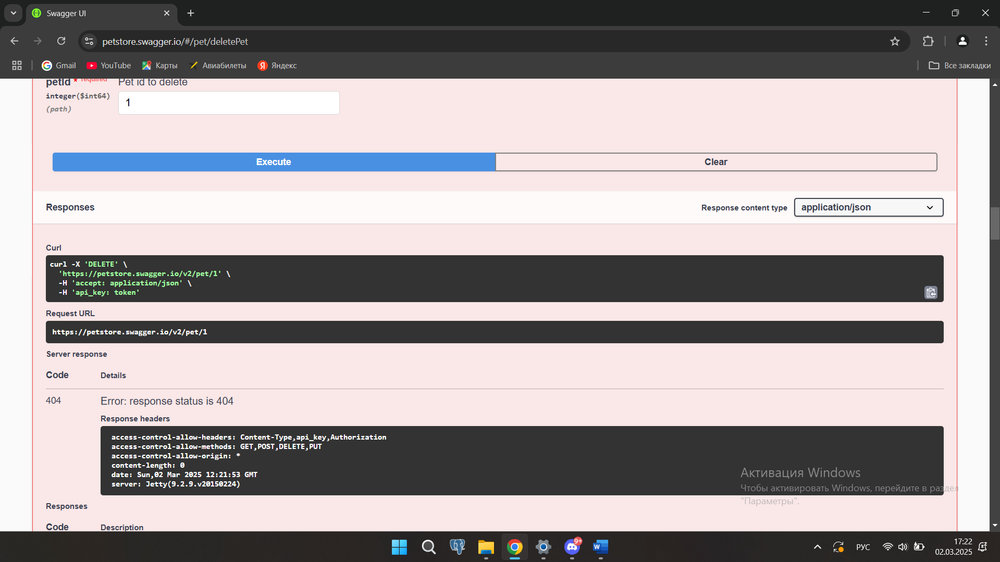 Swagger UI
petstore.swagger.io/#/pet/deletePet
Gmail YouTube Карты Авиабилеты Яндекс Все закладки
petId * required Pet id to delete
integer($int64)
(path)
1
Execute Clear
Responses Response content type application/json
Curl
curl -X 'DELETE' \
'https://petstore.swagger.io/v2/pet/1' \
-H 'accept: application/json' \
-H 'api_key: token'
Request URL
https://petstore.swagger.io/v2/pet/1
Server response
Code Details
404 Error: response status is 404
Response headers
access-control-allow-headers: Content-Type,api_key,Authorization
access-control-allow-methods: GET,POST,DELETE,PUT
access-control-allow-origin: *
content-length: 0
date: Sun,02 Mar 2025 12:21:53 GMT
server: Jetty(9.2.9.v20150224)
Активация Windows
Чтобы активировать Windows, перейдите в раздел
"Параметры".
Responses
Code Description
9+
РУС
17:22
02.03.2025